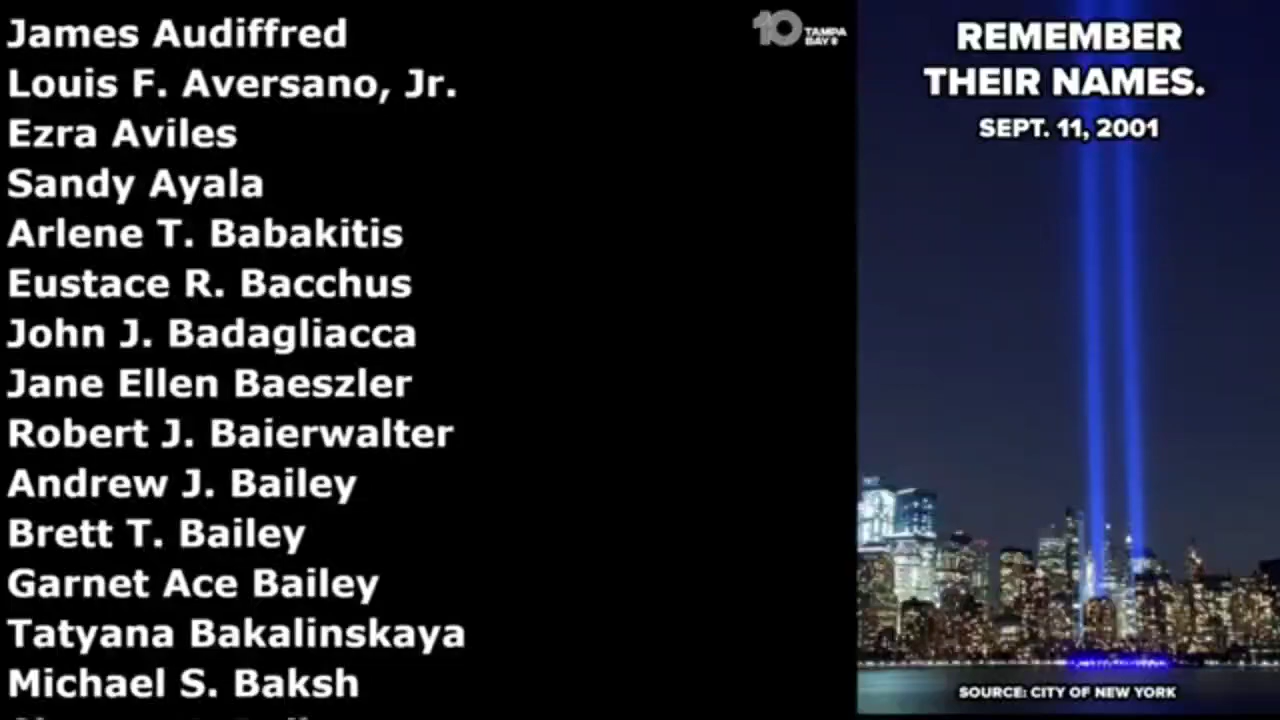 James Audiffred
Louis F. Aversano, Jr.
Ezra Aviles
Sandy Ayala
Arlene T. Babakitis
Eustace R. Bacchus
John J. Badagliacca
Jane Ellen Baeszler
Robert J. Baierwalter
Andrew J. Bailey
Brett T. Bailey
Garnet Ace Bailey
Tatyana Bakalinskaya
Michael S. Baksh
10 TAMPA
BAY
REMEMBER
THEIR NAMES.
SEPT. 11, 2001
SOURCE: CITY OF NEW YORK